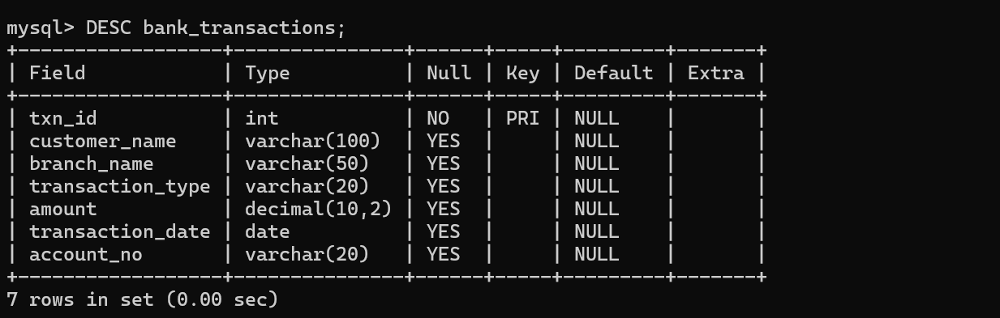 mysql> DESC bank_transactions;
+------------------+---------------+------+-----+---------+-------+
| Field            | Type          | Null | Key | Default | Extra |
+------------------+---------------+------+-----+---------+-------+
| txn_id           | int           | NO   | PRI | NULL    |       |
| customer_name    | varchar(100)  | YES  |     | NULL    |       |
| branch_name      | varchar(50)   | YES  |     | NULL    |       |
| transaction_type | varchar(20)   | YES  |     | NULL    |       |
| amount           | decimal(10,2) | YES  |     | NULL    |       |
| transaction_date | date          | YES  |     | NULL    |       |
| account_no       | varchar(20)   | YES  |     | NULL    |       |
+------------------+---------------+------+-----+---------+-------+
7 rows in set (0.00 sec)